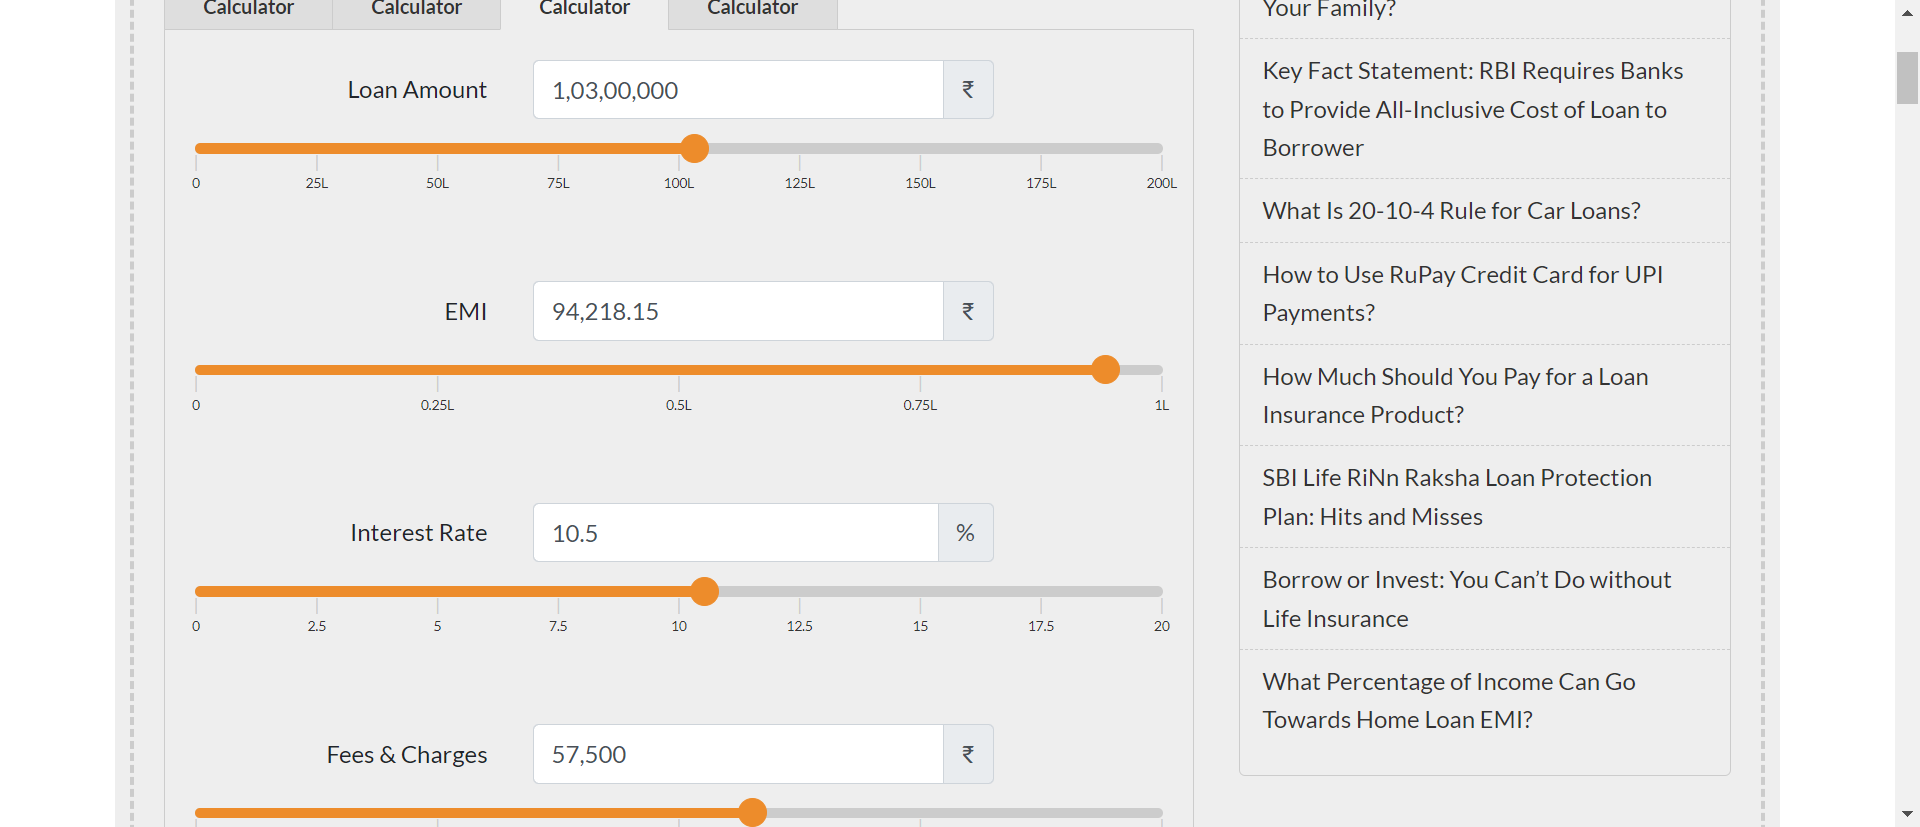 Calculator Calculator Calculator Calculator
Loan Amount 1,03,00,000 ₹
0 25L 50L 75L 100L 125L 150L 175L 200L
EMI 94,218.15 ₹
0 0.25L 0.5L 0.75L 1L
Interest Rate 10.5 %
0 2.5 5 7.5 10 12.5 15 17.5 20
Fees & Charges 57,500 ₹
Your Family?
Key Fact Statement: RBI Requires Banks
to Provide All-Inclusive Cost of Loan to
Borrower
What Is 20-10-4 Rule for Car Loans?
How to Use RuPay Credit Card for UPI
Payments?
How Much Should You Pay for a Loan
Insurance Product?
SBI Life RiNn Raksha Loan Protection
Plan: Hits and Misses
Borrow or Invest: You Can’t Do without
Life Insurance
What Percentage of Income Can Go
Towards Home Loan EMI?